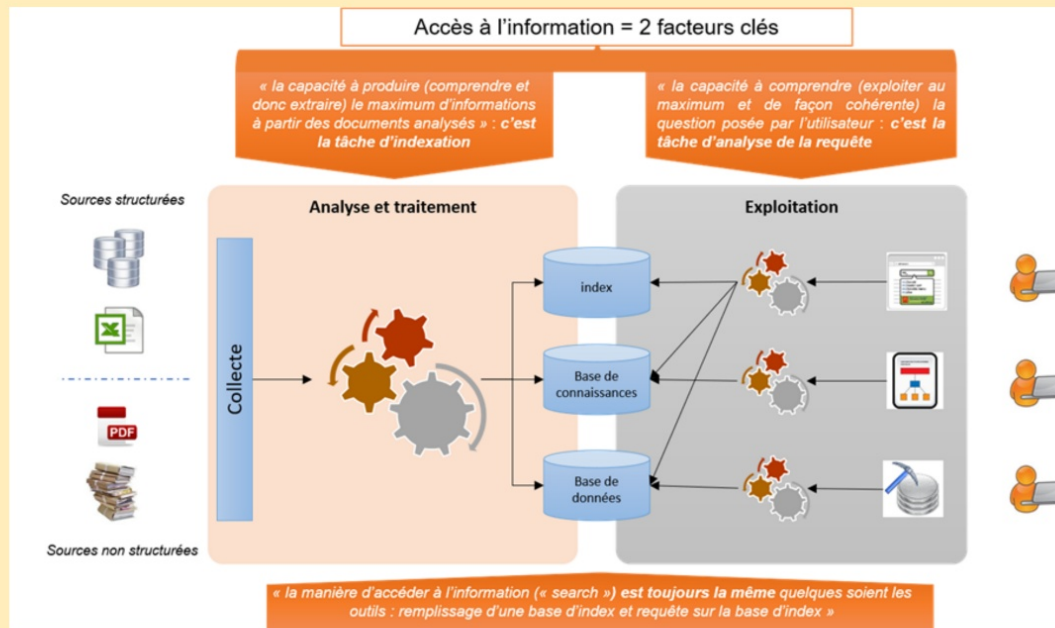 Accès à l'information = 2 facteurs clés
« la capacité à produire (comprendre et
donc extraire) le maximum d'informations
à partir des documents analysés » : c'est
la tâche d'indexation
« la capacité à comprendre (exploiter au
maximum et de façon cohérente) la
question posée par l'utilisateur : c'est la
tâche d'analyse de la requête
Sources structurées
Analyse et traitement
Exploitation
Collecte
index
Base de
connaissances
PDF
Base de
données
Sources non structurées
« la manière d'accéder à l'information (« search ») est toujours la même quelques soient les
outils : remplissage d'une base d'index et requête sur la base d'index »